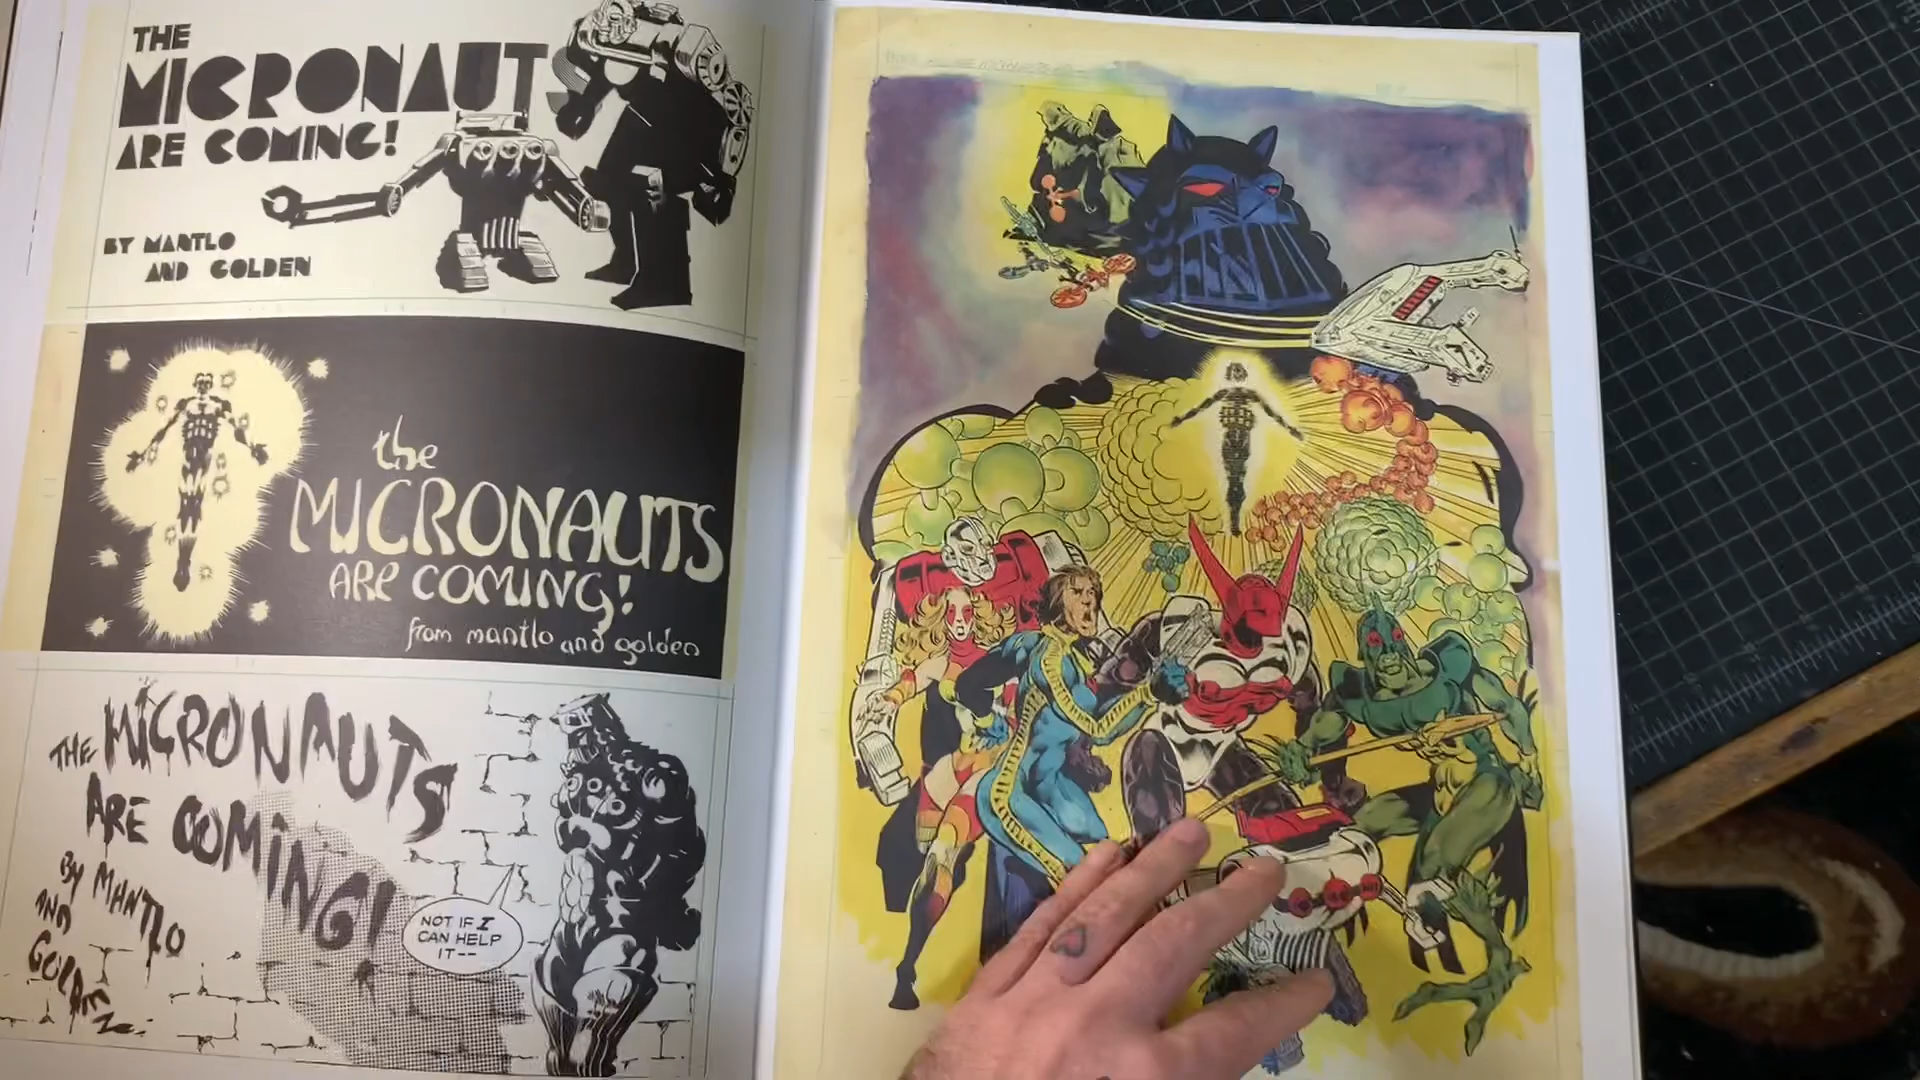 THE
MICRONAUTS
ARE COMING!
BY MANTLO
AND GOLDEN
the
MICRONAUTS
ARE COMING!
from mantlo and golden
THE MICRONAUTS
ARE COMING!
BY MANTLO
AND
GOLDEN
NOT IF I
CAN HELP
IT--